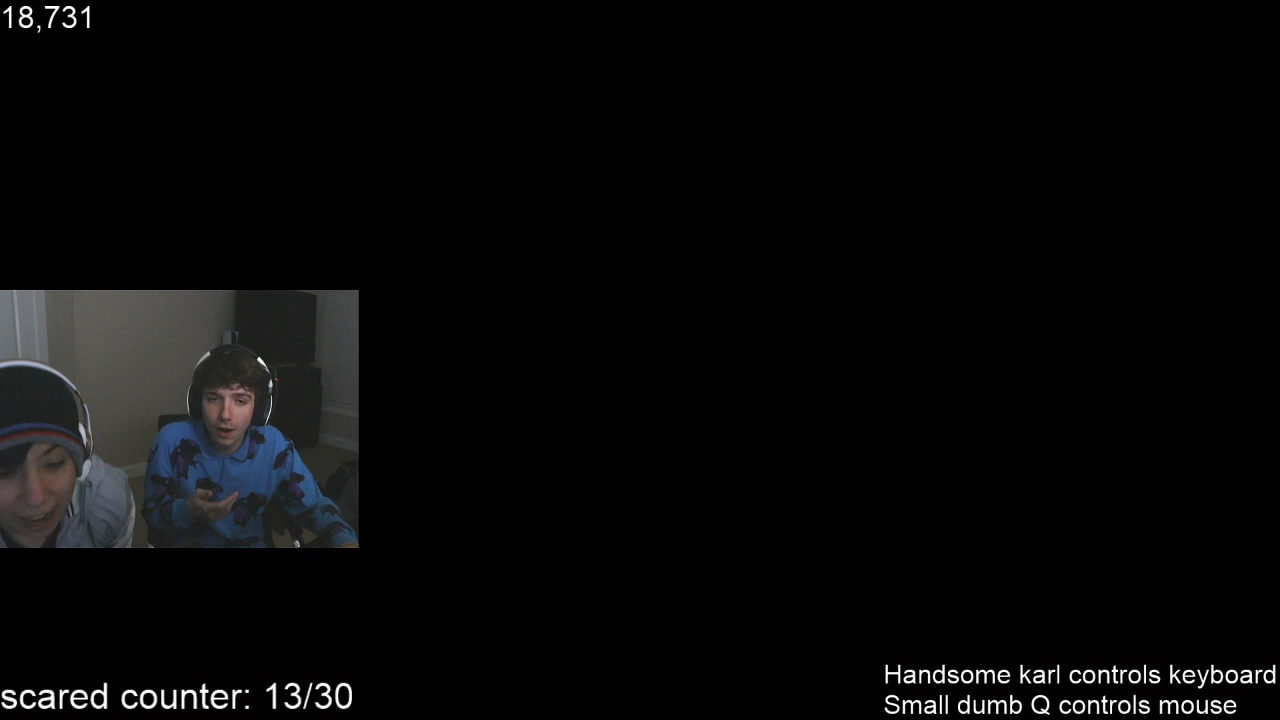 18,731
scared counter: 13/30
Handsome karl controls keyboard
Small dumb Q controls mouse